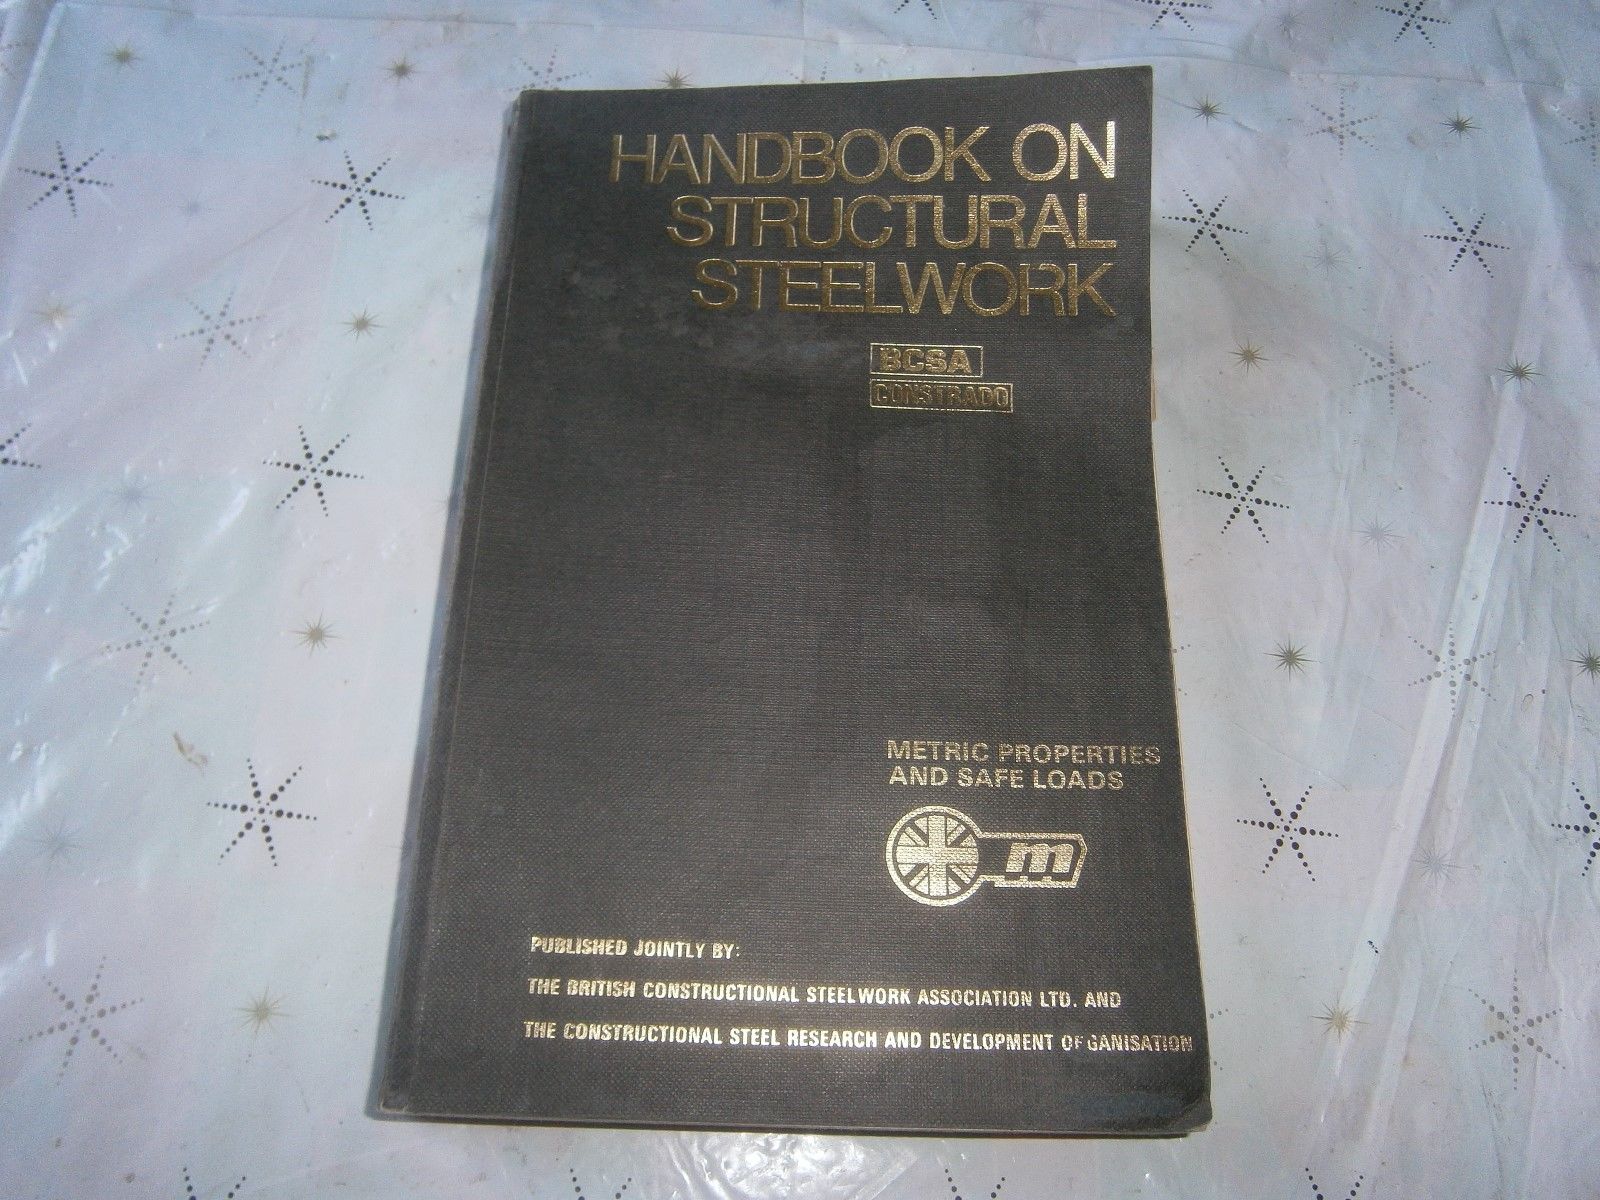 HANDBOOK ON
STRUCTURAL
STEELWORK
BCSA
CONSTRADO
METRIC PROPERTIES
AND SAFE LOADS
m
PUBLISHED JOINTLY BY:
THE BRITISH CONSTRUCTIONAL STEELWORK ASSOCIATION LTD. AND
THE CONSTRUCTIONAL STEEL RESEARCH AND DEVELOPMENT ORGANISATION